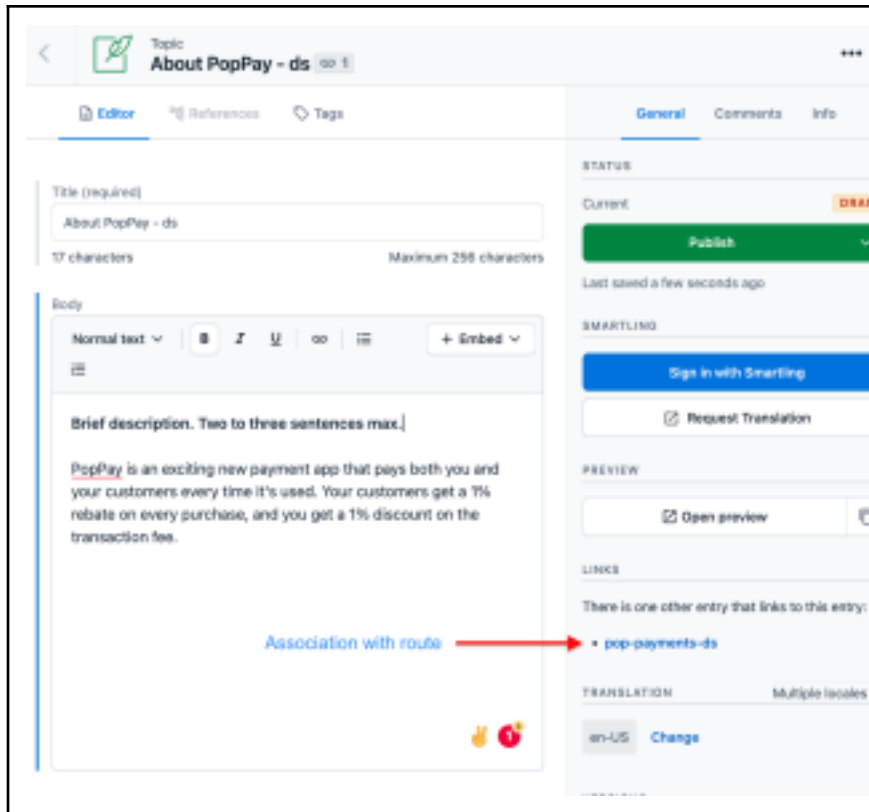 Topic
About PopPay - ds 1
Editor References Tags
General Comments Info
Title (required)
About PopPay - ds
17 characters Maximum 256 characters
Body
Normal text B I U + Embed
Brief description. Two to three sentences max.
PopPay is an exciting new payment app that pays both you and
your customers every time it's used. Your customers get a 1%
rebate on every purchase, and you get a 1% discount on the
transaction fee.
Association with route
1
STATUS
Current
Publish
Last saved a few seconds ago
SMARTLING
Sign in with Smartling
Request Translation
PREVIEW
Open preview
LINKS
There is one other entry that links to this entry:
• pop-payments-ds
TRANSLATION Multiple locales
en-US Change